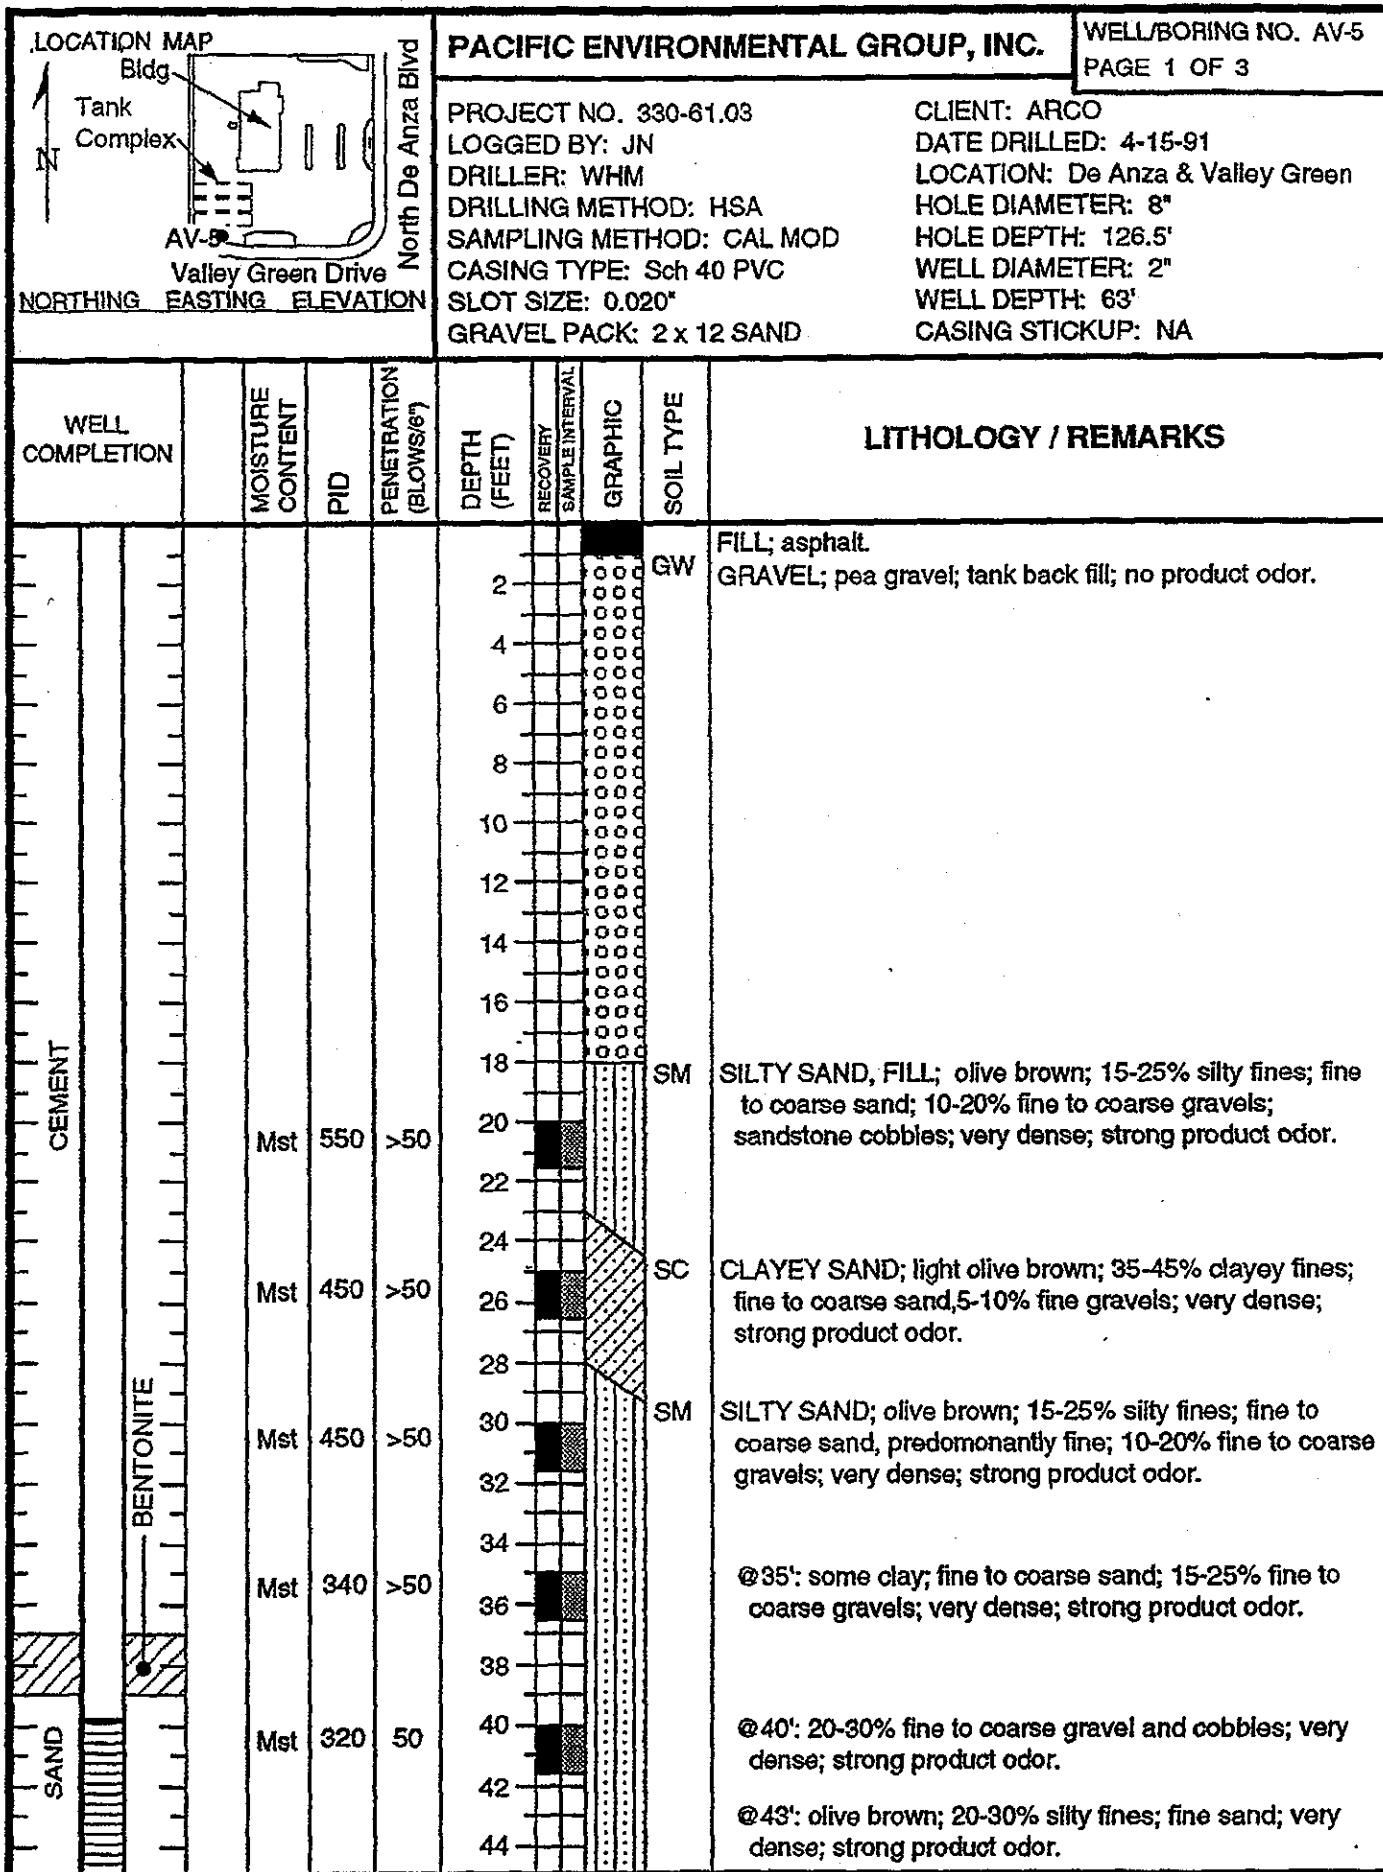 LOCATION MAP
Bldg
Tank
Complex
N
AV-5
North De Anza Blvd
Valley Green Drive
NORTHING EASTING ELEVATION
PACIFIC ENVIRONMENTAL GROUP, INC.
WELL/BORING NO. AV-5
PAGE 1 OF 3
PROJECT NO. 330-61.03
LOGGED BY: JN
DRILLER: WHM
DRILLING METHOD: HSA
SAMPLING METHOD: CAL MOD
CASING TYPE: Sch 40 PVC
SLOT SIZE: 0.020"
GRAVEL PACK: 2 x 12 SAND
CLIENT: ARCO
DATE DRILLED: 4-15-91
LOCATION: De Anza & Valley Green
HOLE DIAMETER: 8"
HOLE DEPTH: 126.5'
WELL DIAMETER: 2"
WELL DEPTH: 63'
CASING STICKUP: NA
WELL
COMPLETION
MOISTURE
CONTENT
PID
PENETRATION
(BLOWS/6")
DEPTH
(FEET)
RECOVERY
SAMPLE INTERVAL
GRAPHIC
SOIL TYPE
LITHOLOGY / REMARKS
FILL; asphalt.
GW
GRAVEL; pea gravel; tank back fill; no product odor.
2
4
6
8
10
12
14
16
18
SM
SILTY SAND, FILL; olive brown; 15-25% silty fines; fine
to coarse sand; 10-20% fine to coarse gravels;
sandstone cobbles; very dense; strong product odor.
CEMENT
Mst 550 >50
20
22
24
SC
CLAYEY SAND; light olive brown; 35-45% clayey fines;
fine to coarse sand,5-10% fine gravels; very dense;
strong product odor.
Mst 450 >50
26
28
BENTONITE
SM
SILTY SAND; olive brown; 15-25% silty fines; fine to
coarse sand, predomonantly fine; 10-20% fine to coarse
gravels; very dense; strong product odor.
Mst 450 >50
30
32
34
Mst 340 >50
36
@35': some clay; fine to coarse sand; 15-25% fine to
coarse gravels; very dense; strong product odor.
38
SAND
Mst 320 50
40
@40': 20-30% fine to coarse gravel and cobbles; very
dense; strong product odor.
42
@43': olive brown; 20-30% silty fines; fine sand; very
dense; strong product odor.
44